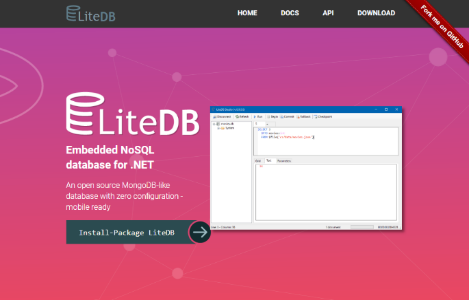 LiteDB
HOME DOCS API DOWNLOAD
Fork me on GitHub
LiteDB
Embedded NoSQL
database for .NET
An open source MongoDB-like
database with zero configuration -
mobile ready
Install-Package LiteDB